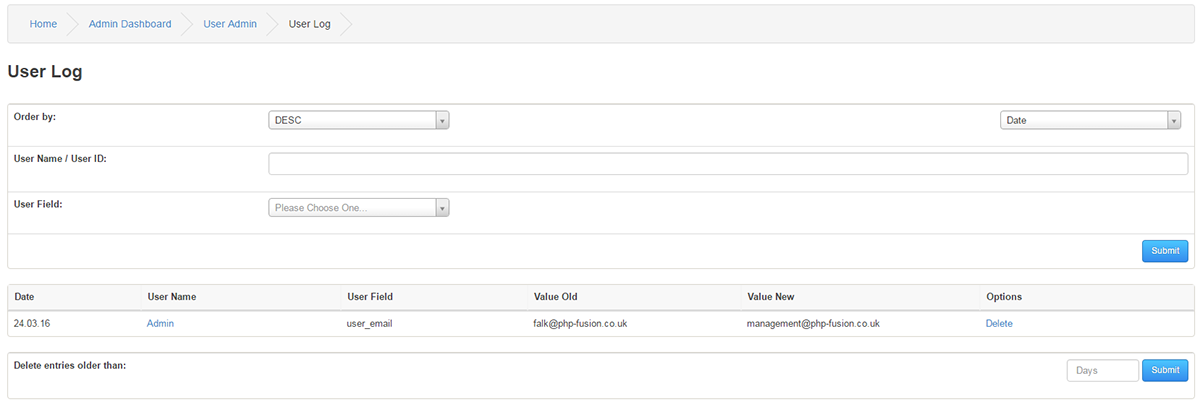 Home Admin Dashboard User Admin User Log
User Log
Order by: DESC Date
User Name / User ID:
User Field: Please Choose One...
Submit
Date User Name User Field Value Old Value New Options
24.03.16 Admin user_email falk@php-fusion.co.uk management@php-fusion.co.uk Delete
Delete entries older than: Days Submit